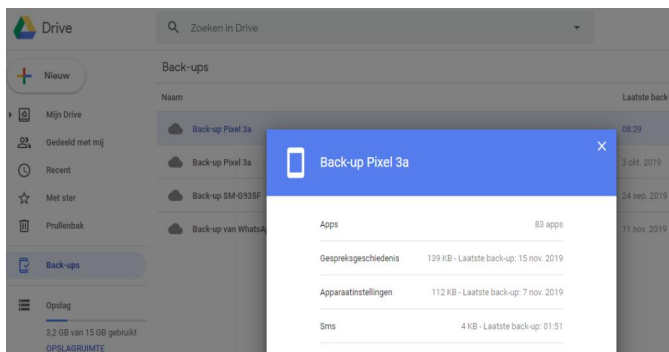 Drive
Zoeken in Drive
Nieuw
Back-ups
Naam
Laatste back
Mijn Drive
Gedeeld met mij
Recent
Met ster
Prullenbak
Back-ups
Opslag
3,2 GB van 15 GB gebruikt
OPSLAGRUIMTE
Back-up Pixel 3a
08:29
Back-up Pixel 3a
3 okt. 2019
Back-up SM-G935F
24 sep. 2019
Back-up van WhatsA
11 nov. 2019
Back-up Pixel 3a
Apps
83 apps
Gespreksgeschiedenis
139 KB - Laatste back-up: 15 nov. 2019
Apparaatinstellingen
112 KB - Laatste back-up: 7 nov. 2019
Sms
4 KB - Laatste back-up: 01:51